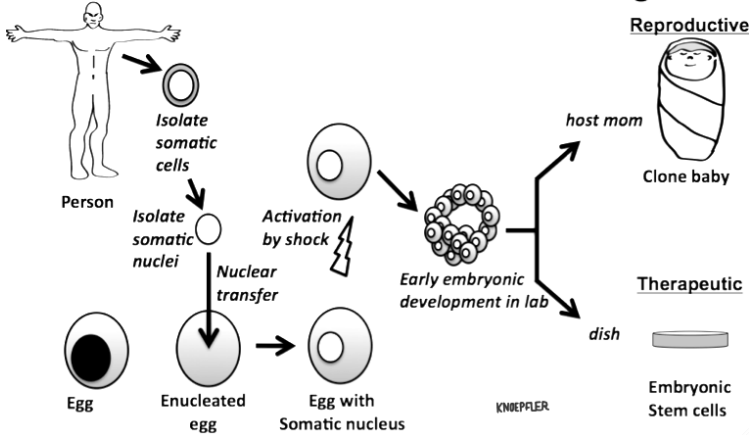 Reproductive
host mom
Clone baby
Isolate
somatic
cells
Person
Isolate
somatic
nuclei
Activation
by shock
Nuclear
transfer
Early embryonic
development in lab
Therapeutic
dish
Embryonic
Stem cells
Egg
Enucleated
egg
Egg with
Somatic nucleus
KNOEPFLER